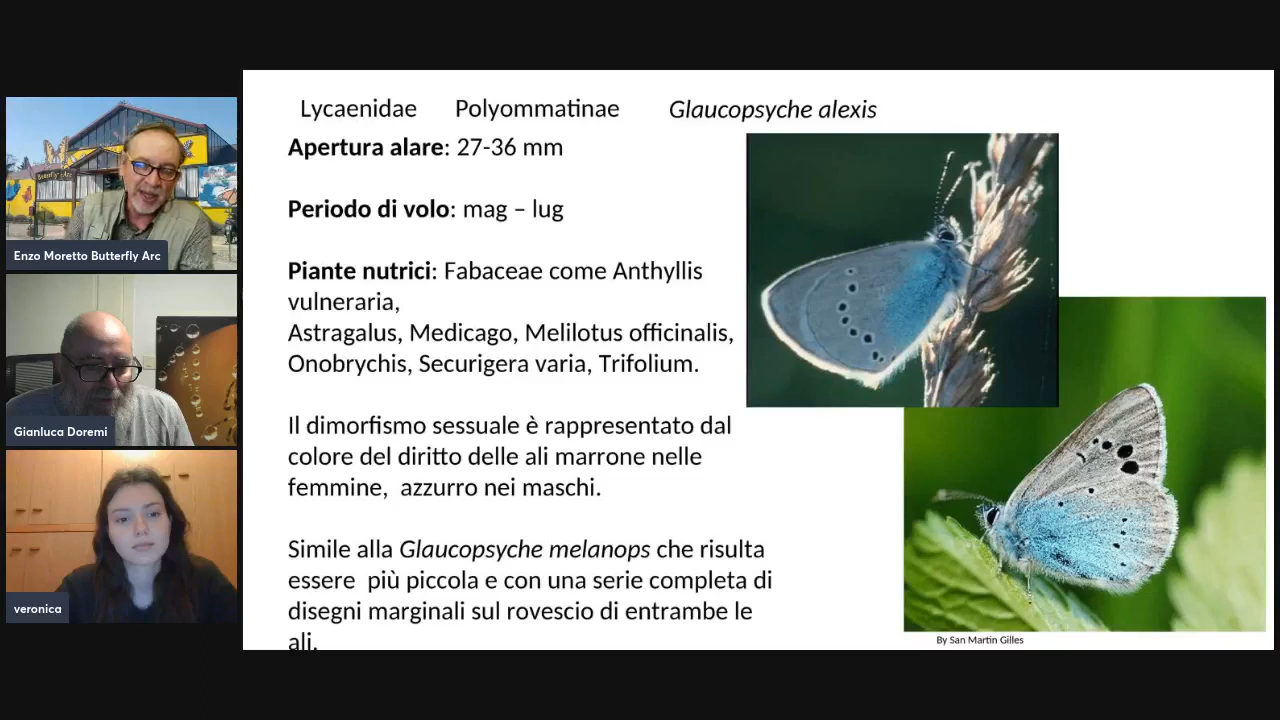 Lycaenidae Polyommatinae Glaucopsyche alexis
Apertura alare: 27-36 mm
Periodo di volo: mag – lug
Piante nutrici: Fabaceae come Anthyllis
vulneraria,
Astragalus, Medicago, Melilotus officinalis,
Onobrychis, Securigera varia, Trifolium.
Il dimorfismo sessuale è rappresentato dal
colore del diritto delle ali marrone nelle
femmine, azzurro nei maschi.
Simile alla Glaucopsyche melanops che risulta
essere più piccola e con una serie completa di
disegni marginali sul rovescio di entrambe le
ali.
By San Martin Gilles
Enzo Moretto Butterfly Arc
Gianluca Doremi
veronica